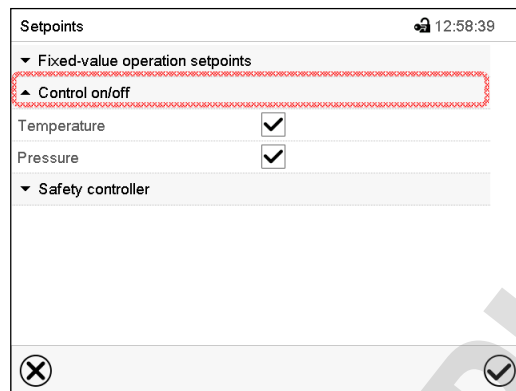 Setpoints 12:58:39
Fixed-value operation setpoints
Control on/off
Temperature
Pressure
Safety controller